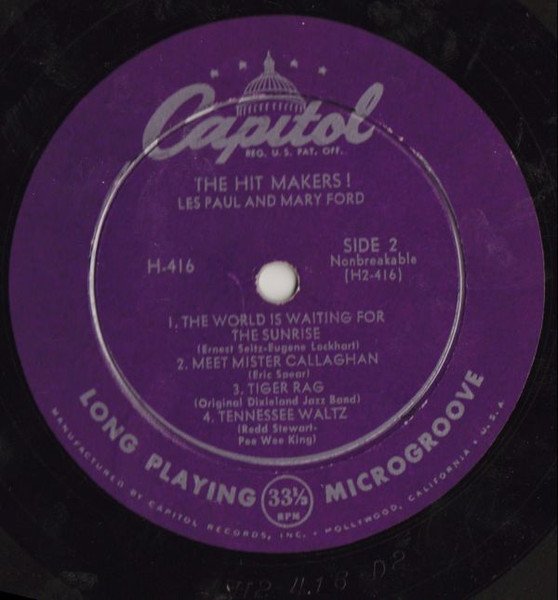 Capitol
REG. U.S. PAT. OFF.
THE HIT MAKERS!
LES PAUL AND MARY FORD
H-416
SIDE 2
Nonbreakable
(H2-416)
1. THE WORLD IS WAITING FOR
THE SUNRISE
(Ernest Seitz-Eugene Lockhart)
2. MEET MISTER CALLAGHAN
(Eric Spear)
3. TIGER RAG
(Original Dixieland Jazz Band)
4. TENNESSEE WALTZ
(Redd Stewart-
Pee Wee King)
LONG PLAYING 33⅓ RPM MICROGROOVE
MANUFACTURED BY CAPITOL RECORDS, INC. • HOLLYWOOD, CALIFORNIA • U.S.A.
H2 416 D2